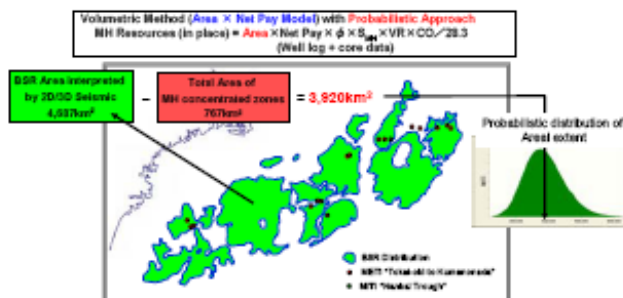 Volumetric Method (Area × Net Pay Model) with Probabilistic Approach
MH Resources (in place) = Area×Net Pay×ϕ×SMH×VR×CO/28.3
(Well log + core data)
BSR Area interpreted
by 2D/3D Seismic
4,687km²
–
Total Area of
MH concentrated zones
767km²
= 3,920km²
Probabilistic distribution of
Areal extent
BSR Distribution
METI "Tokai-oki to Kumano-nada"
MITI "Nankai Trough"